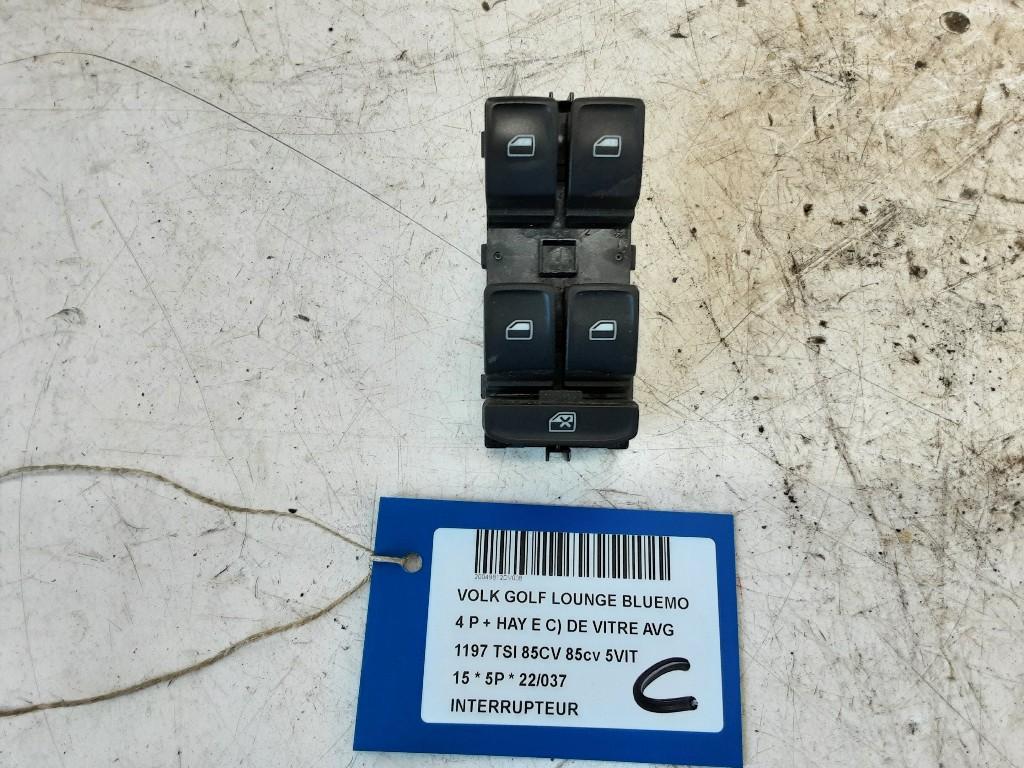 VOLK GOLF LOUNGE BLUEMO
4 P + HAY E C) DE VITRE AVG
1197 TSI 85CV 85cv 5VIT
15 * 5P * 22/037
INTERRUPTEUR
C